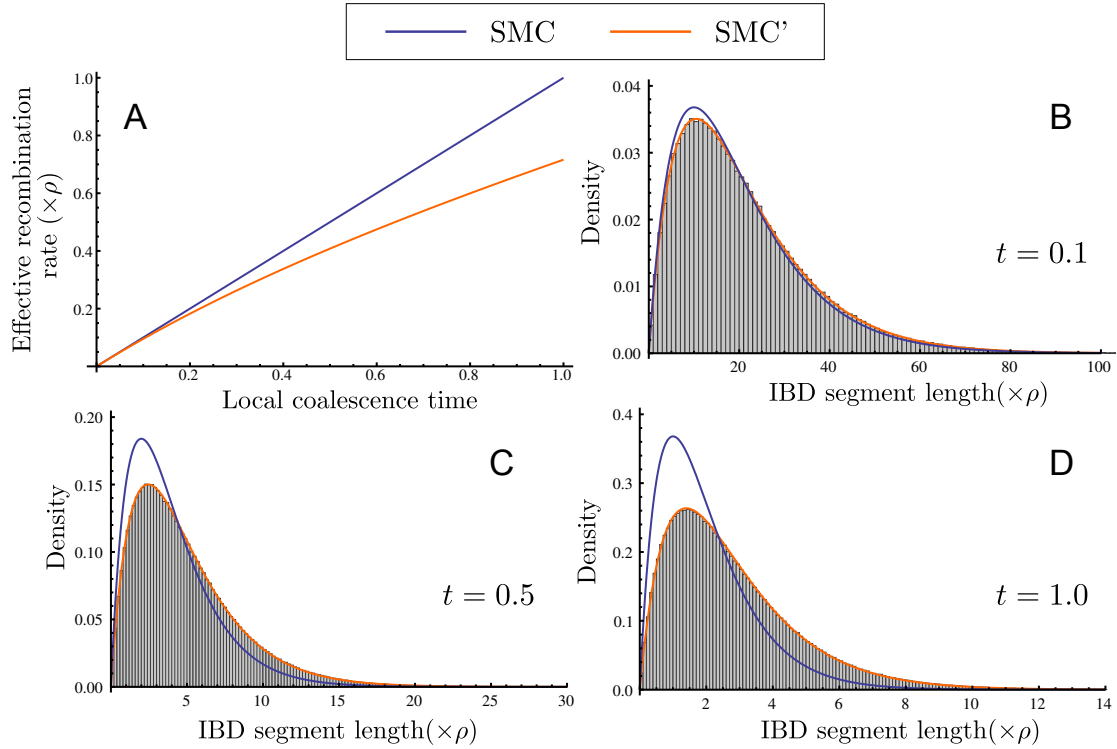 SMC SMC'
A
Effective recombination
rate (×ρ)
1.0
0.8
0.6
0.4
0.2
0.2 0.4 0.6 0.8 1.0
Local coalescence time
B
Density
0.04
0.03
0.02
0.01
0.00
t = 0.1
20 40 60 80 100
IBD segment length(×ρ)
C
Density
0.20
0.15
0.10
0.05
0.00
t = 0.5
5 10 15 20 25 30
IBD segment length(×ρ)
D
Density
0.4
0.3
0.2
0.1
0.0
t = 1.0
2 4 6 8 10 12 14
IBD segment length(×ρ)